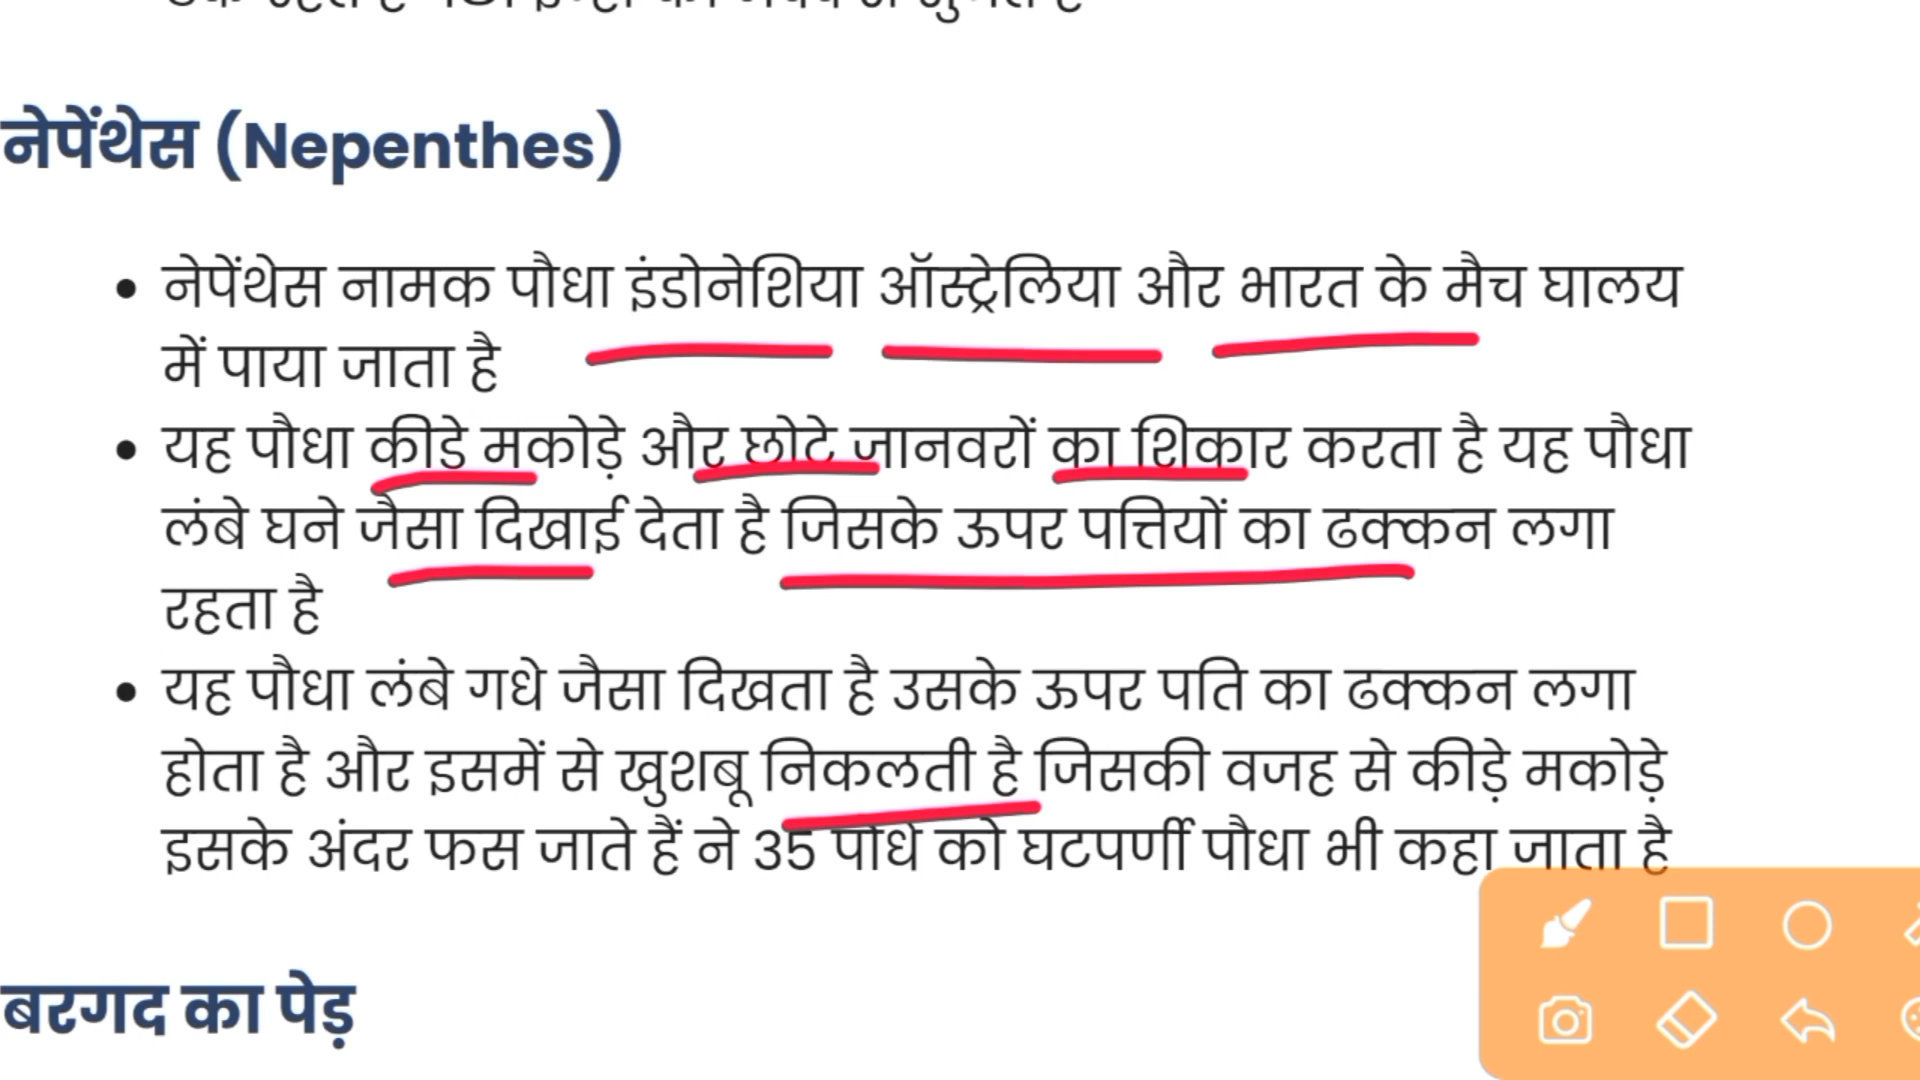 नेपेंथेस (Nepenthes)
• नेपेंथेस नामक पौधा इंडोनेशिया ऑस्ट्रेलिया और भारत के मैच घालय
में पाया जाता है
• यह पौधा कीडे मकोड़े और छोटे जानवरों का शिकार करता है यह पौधा
लंबे घने जैसा दिखाई देता है जिसके ऊपर पत्तियों का ढक्कन लगा
रहता है
• यह पौधा लंबे गधे जैसा दिखता है उसके ऊपर पति का ढक्कन लगा
होता है और इसमें से खुशबू निकलती है जिसकी वजह से कीड़े मकोड़े
इसके अंदर फस जाते हैं ने 35 पौधे को घटपर्णी पौधा भी कहा जाता है
बरगद का पेड़